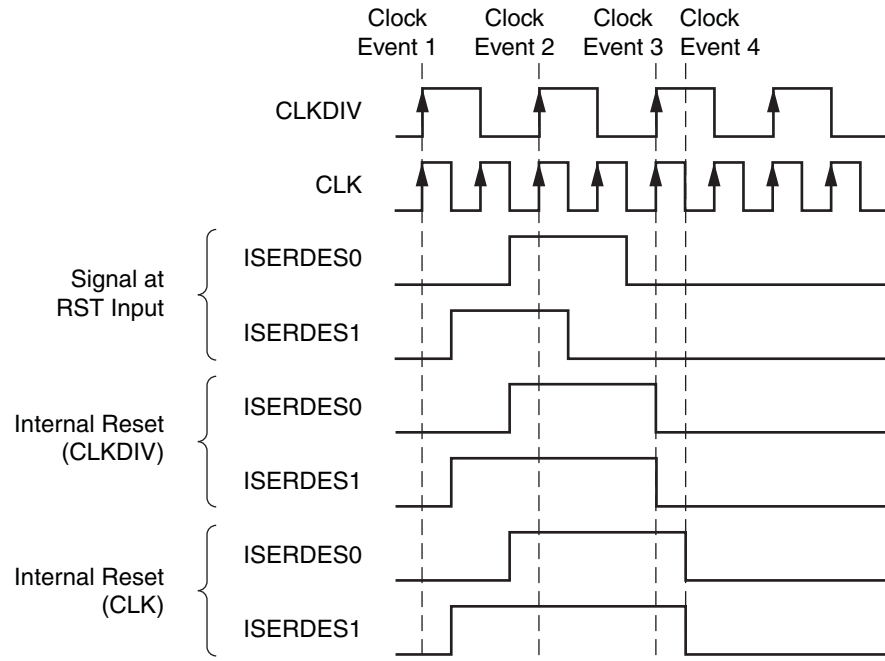 Clock Event 1
Clock Event 2
Clock Event 3
Clock Event 4
CLKDIV
CLK
Signal at
RST Input
ISERDES0
ISERDES1
Internal Reset
(CLKDIV)
ISERDES0
ISERDES1
Internal Reset
(CLK)
ISERDES0
ISERDES1